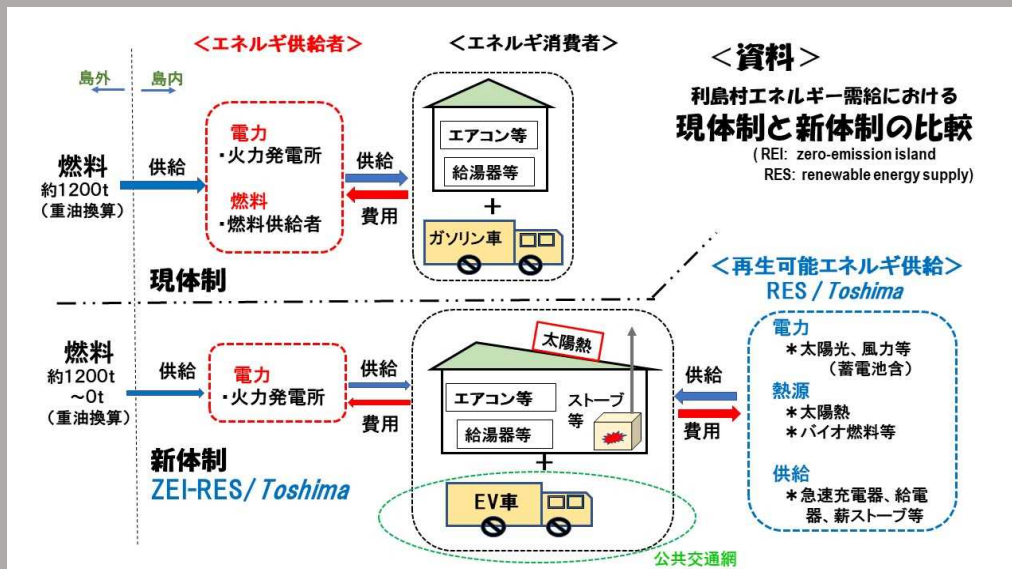 ＜エネルギ供給者＞
＜エネルギ消費者＞
＜資料＞
利島村エネルギー需給における
現体制と新体制の比較
( REI: zero-emission island
RES: renewable energy supply)
島外
島内
燃料
約1200t
（重油換算）
供給
電力
・火力発電所
燃料
・燃料供給者
供給
費用
エアコン等
給湯器等
+
ガソリン車
現体制
燃料
約1200t
～0t
（重油換算）
供給
電力
・火力発電所
供給
費用
太陽熱
エアコン等
給湯器等
ストーブ
等
+
EV車
公共交通網
供給
費用
＜再生可能エネルギ供給＞
RES / Toshima
電力
＊太陽光、風力等
（蓄電池含）
熱源
＊太陽熱
＊バイオ燃料等
供給
＊急速充電器、給電
器、薪ストーブ等
新体制
ZEI-RES/ Toshima